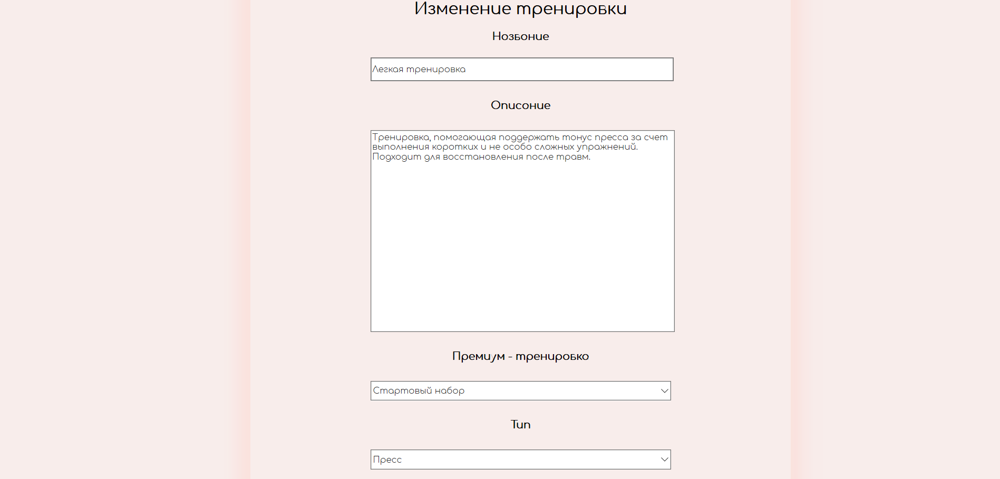 Изменение тренировки
Название
Легкая тренировка
Описание
Тренировка, помогающая поддержать тонус пресса за счет
выполнения коротких и не особо сложных упражнений.
Подходит для восстановления после травм.
Премиум - тренировка
Стартовый набор
Тип
Пресс